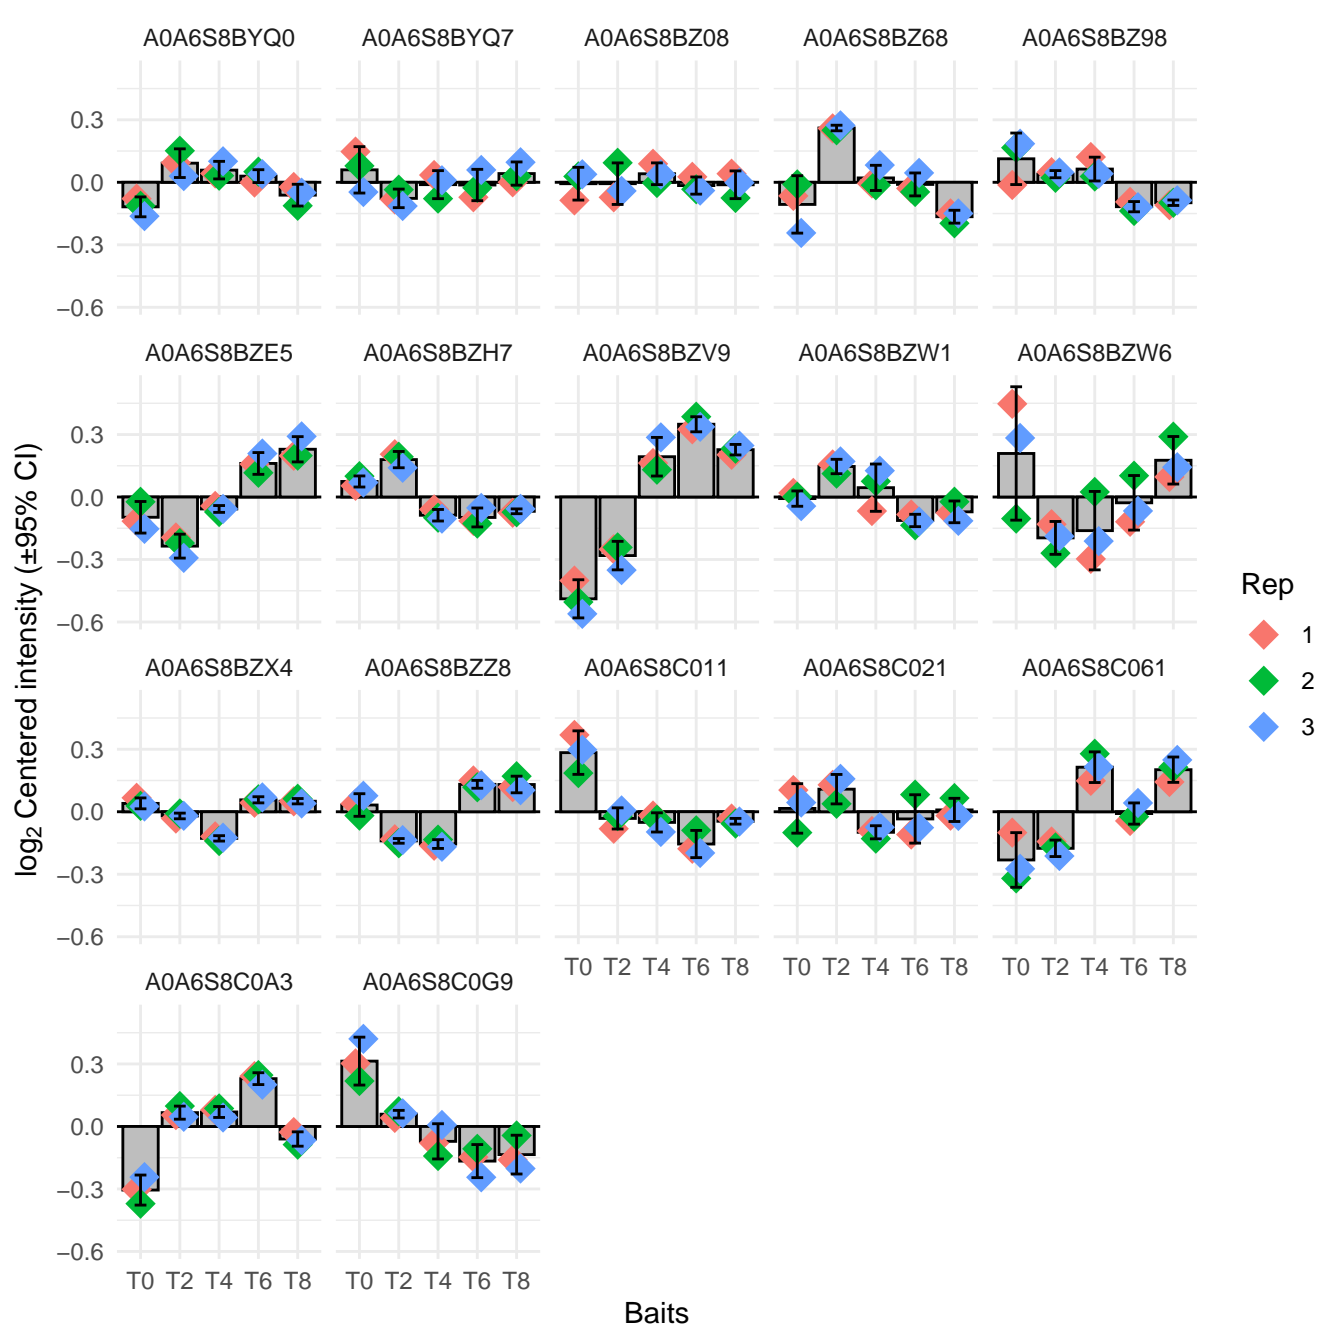 A0A6S8BYQ0 A0A6S8BYQ7 A0A6S8BZ08 A0A6S8BZ68 A0A6S8BZ98
0.3
0.0
−0.3
−0.6
A0A6S8BZE5 A0A6S8BZH7 A0A6S8BZV9 A0A6S8BZW1 A0A6S8BZW6
0.3
0.0
−0.3
−0.6
A0A6S8BZX4 A0A6S8BZZ8 A0A6S8C011 A0A6S8C021 A0A6S8C061
0.3
0.0
−0.3
−0.6
T0 T2 T4 T6 T8 T0 T2 T4 T6 T8 T0 T2 T4 T6 T8
A0A6S8C0A3 A0A6S8C0G9
0.3
0.0
−0.3
−0.6
T0 T2 T4 T6 T8 T0 T2 T4 T6 T8
Baits
log₂ Centered intensity (±95% CI)
Rep
1
2
3